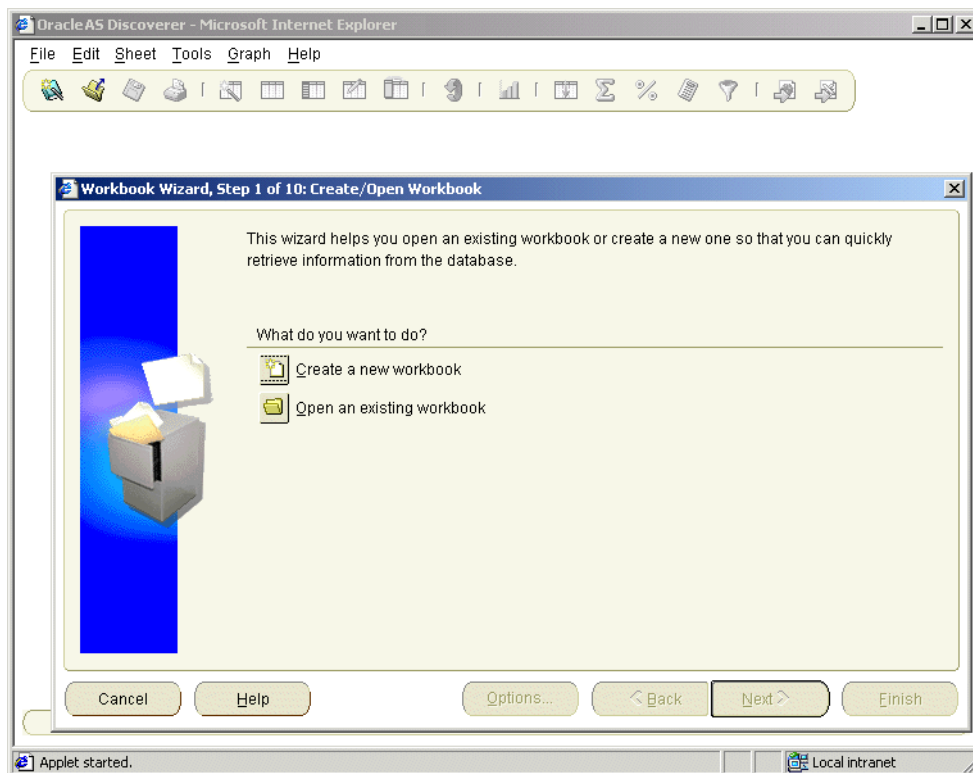 OracleAS Discoverer - Microsoft Internet Explorer
File Edit Sheet Tools Graph Help
Workbook Wizard, Step 1 of 10: Create/Open Workbook
This wizard helps you open an existing workbook or create a new one so that you can quickly
retrieve information from the database.
What do you want to do?
Create a new workbook
Open an existing workbook
Cancel Help Options... Back Next Finish
Applet started. Local intranet